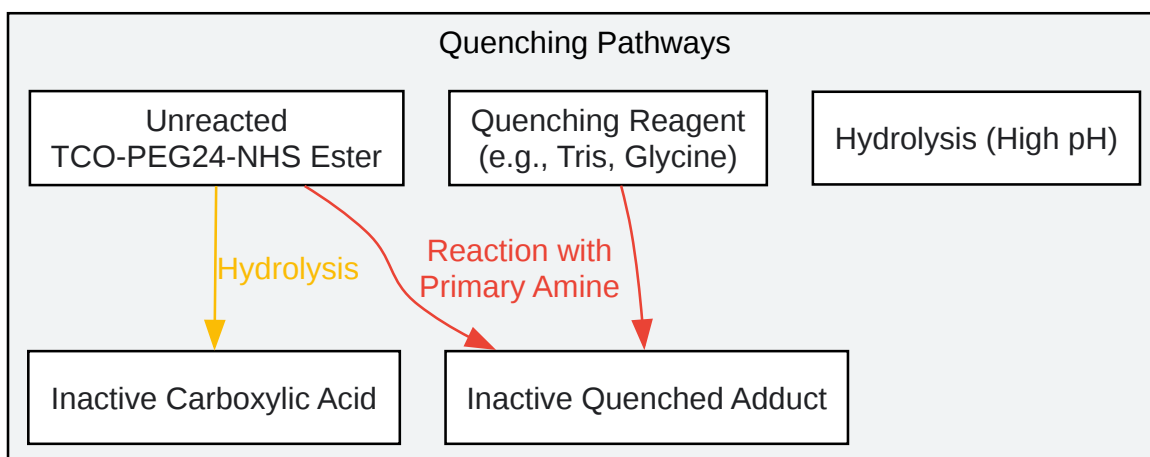 Quenching Pathways
Unreacted
TCO-PEG24-NHS Ester
Quenching Reagent
(e.g., Tris, Glycine)
Hydrolysis (High pH)
Hydrolysis
Reaction with
Primary Amine
Inactive Carboxylic Acid
Inactive Quenched Adduct